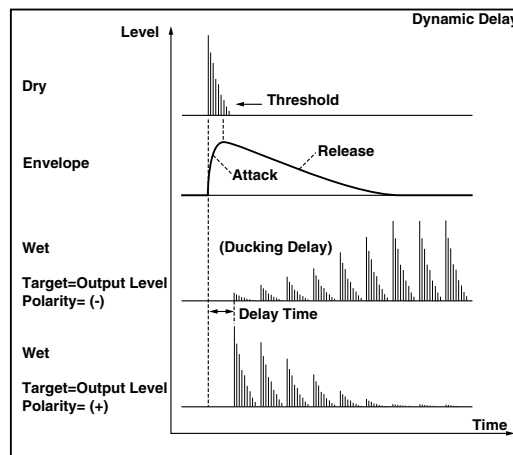 Dynamic Delay
Level
Dry
Threshold
Envelope
Release
Attack
Wet
(Ducking Delay)
Target=Output Level
Polarity= (-)
Delay Time
Wet
Target=Output Level
Polarity= (+)
Time